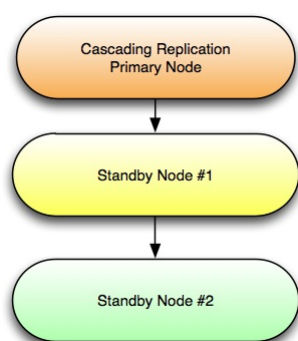 Cascading Replication
Primary Node
Standby Node #1
Standby Node #2